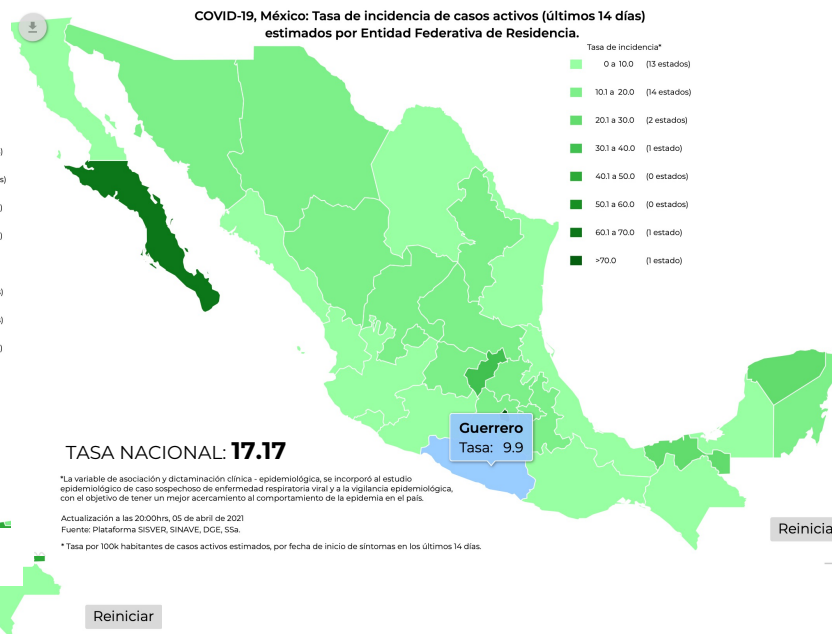 COVID-19, México: Tasa de incidencia de casos activos (últimos 14 días)
estimados por Entidad Federativa de Residencia.
Tasa de incidencia*
0 a 10.0 (13 estados)
10.1 a 20.0 (14 estados)
20.1 a 30.0 (2 estados)
30.1 a 40.0 (1 estado)
40.1 a 50.0 (0 estados)
50.1 a 60.0 (0 estados)
60.1 a 70.0 (1 estado)
>70.0 (1 estado)
)
s)
)
)
s)
s)
)
Guerrero
Tasa: 9.9
TASA NACIONAL: 17.17
*La variable de asociación y dictaminación clínica - epidemiológica, se incorporó al estudio
epidemiológico de caso sospechoso de enfermedad respiratoria viral y a la vigilancia epidemiológica,
con el objetivo de tener un mejor acercamiento al comportamiento de la epidemia en el país.
Actualización a las 20:00hrs, 05 de abril de 2021
Fuente: Plataforma SISVER, SINAVE, DGE, SSa.
* Tasa por 100k habitantes de casos activos estimados, por fecha de inicio de síntomas en los últimos 14 días.
Reinicia
Reiniciar